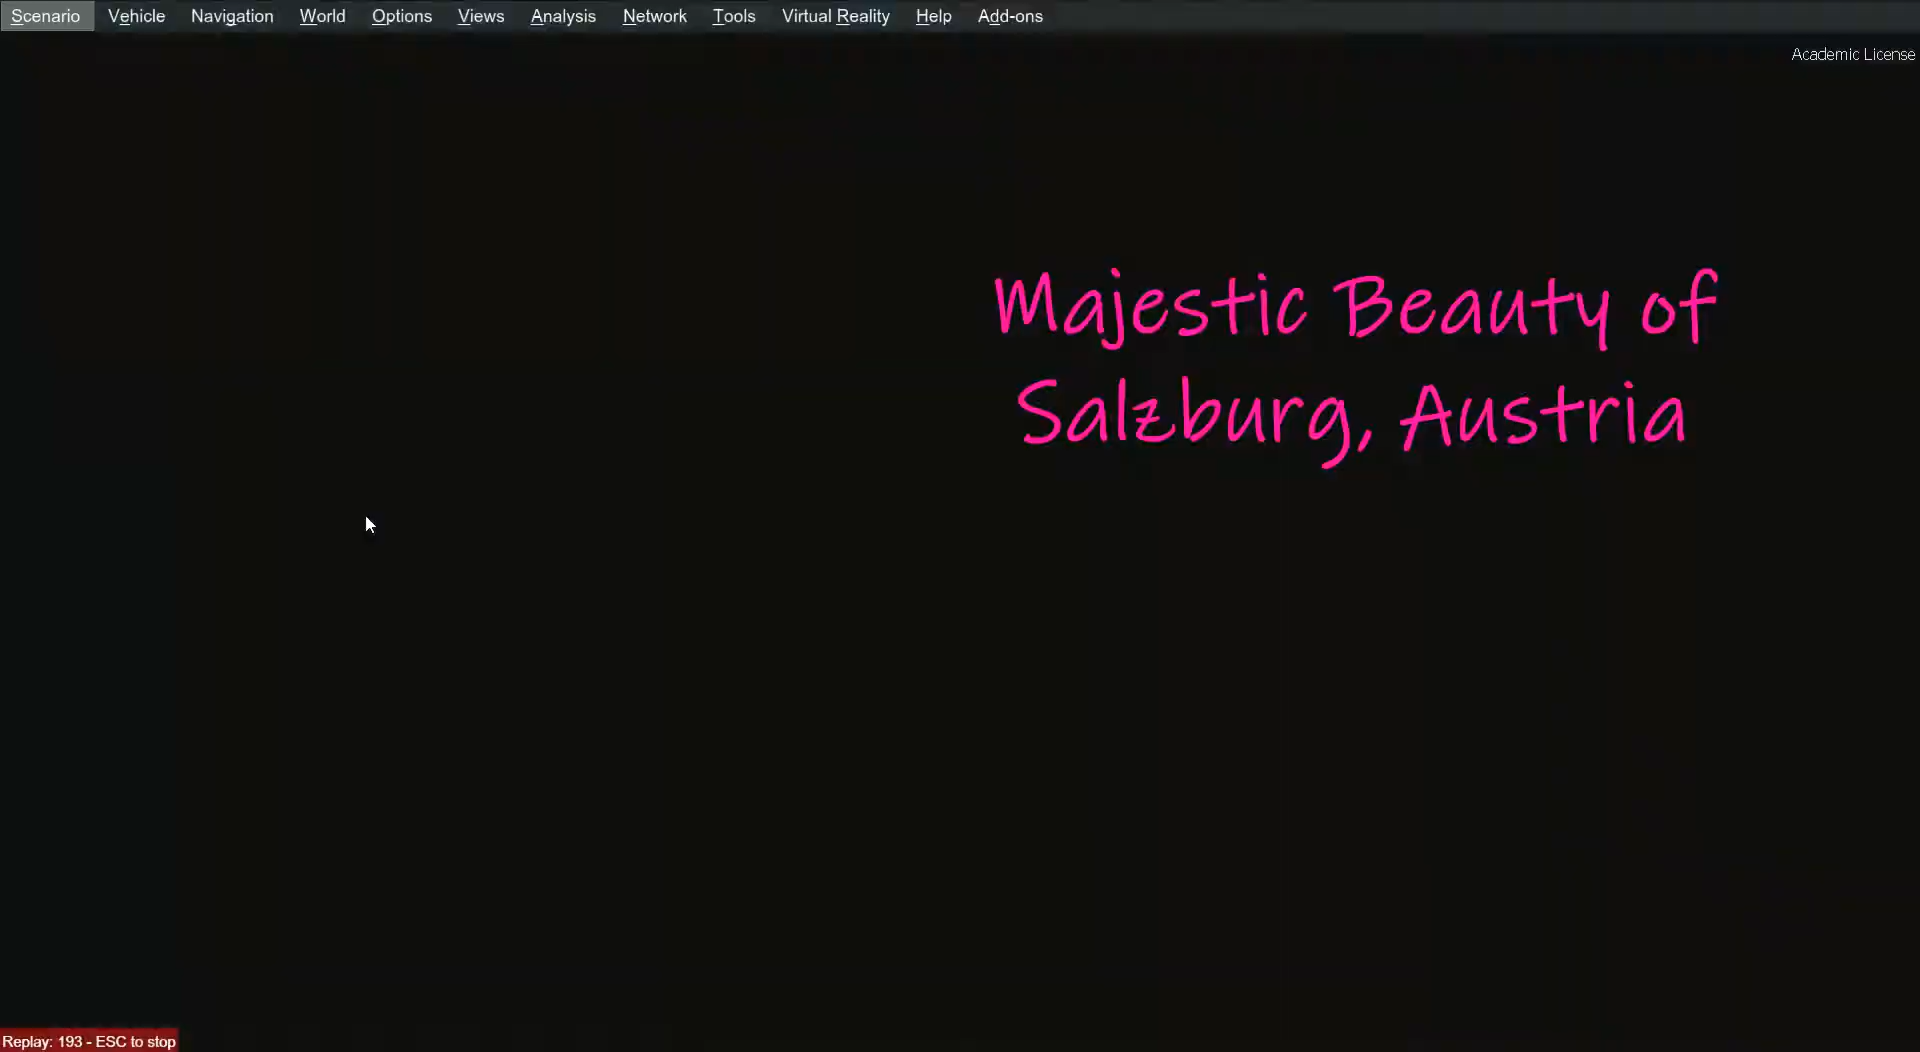 Scenario Vehicle Navigation World Options Views Analysis Network Tools Virtual Reality Help Add-ons
Academic License
Majestic Beauty of
Salzburg, Austria
Replay: 193 - ESC to stop